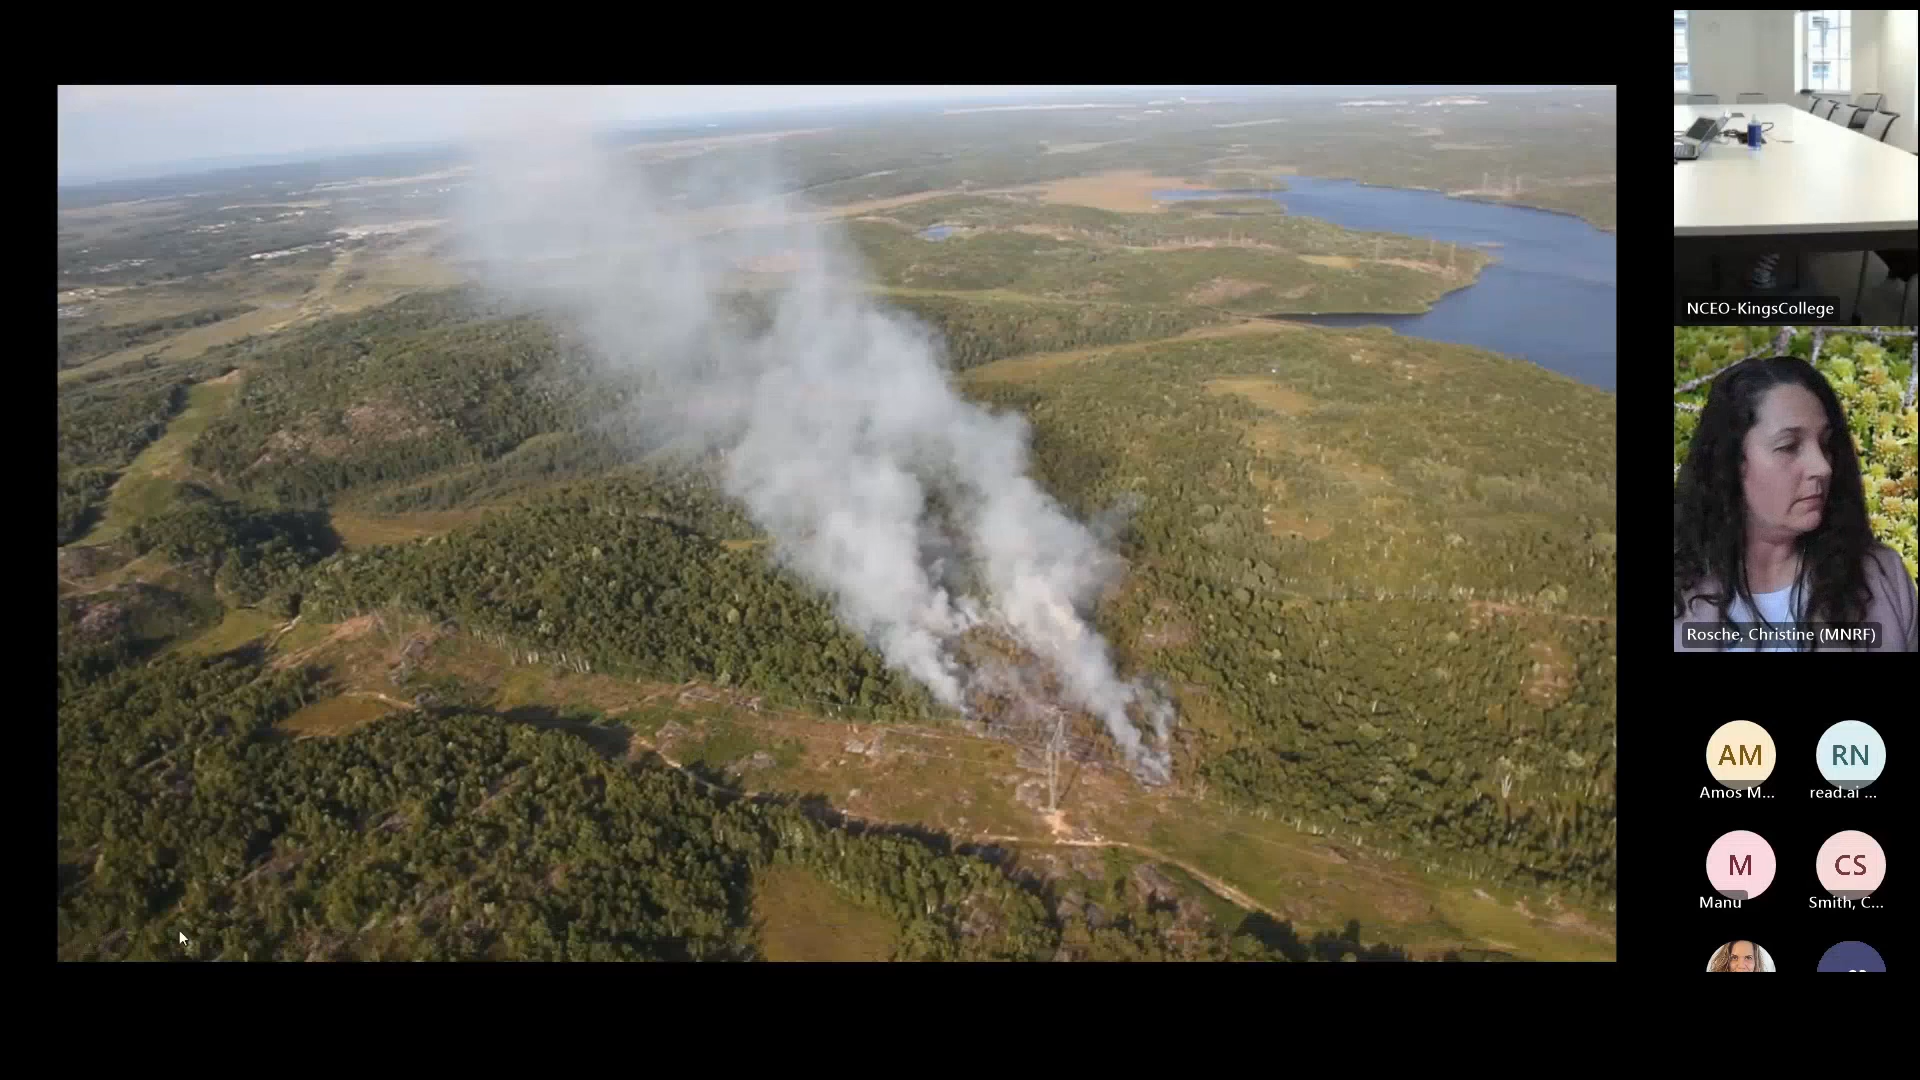 NCEO-KingsCollege
Rosche, Christine (MNRF)
AM
RN
Amos M...
read.ai ...
M
CS
Manu
Smith, C...